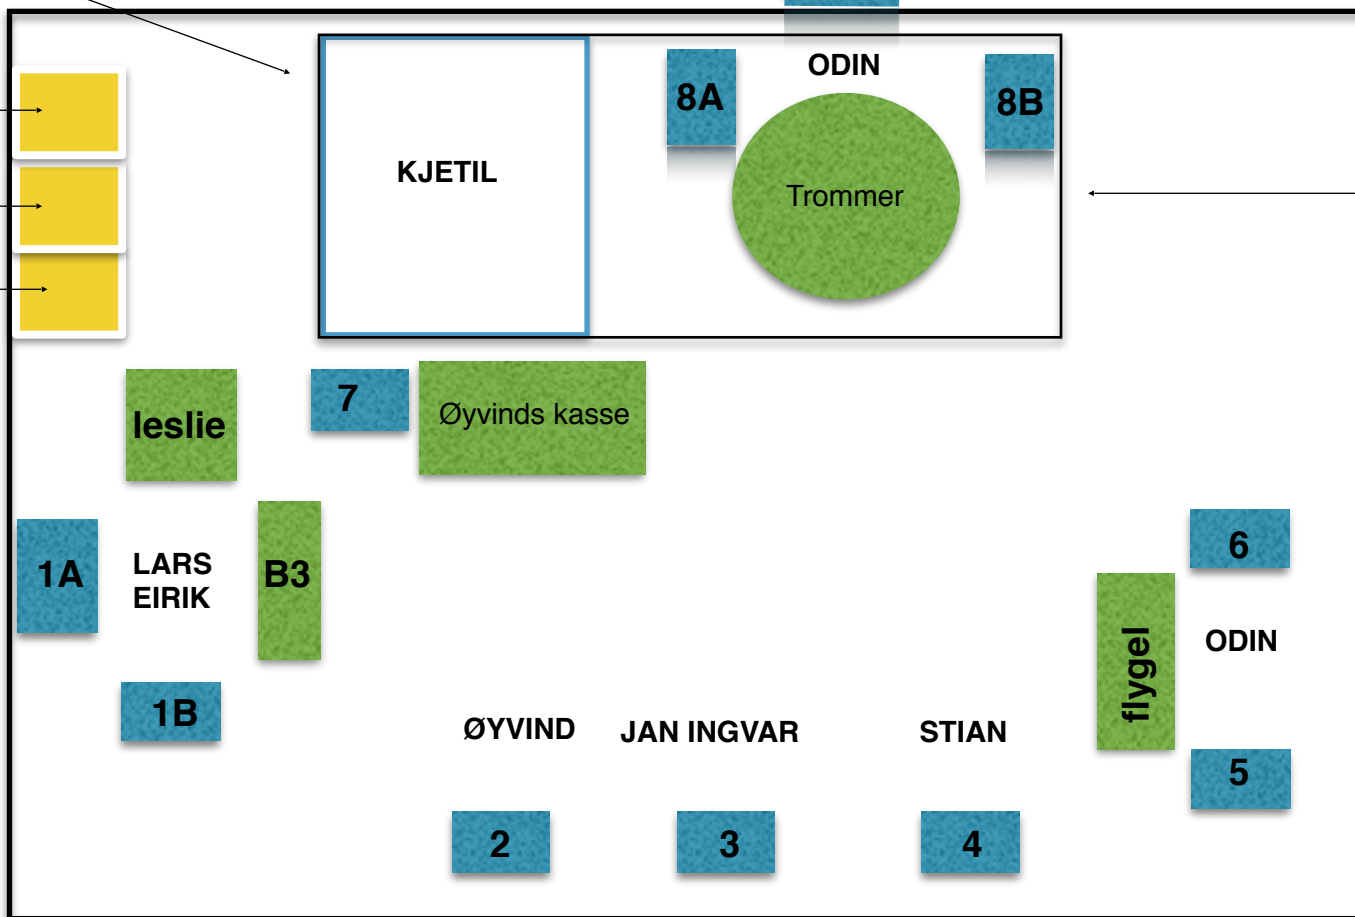 ODIN
8A
8B
KJETIL
Trommer
7
Øyvinds kasse
leslie
1A
LARS
EIRIK
B3
6
flygel
ODIN
1B
ØYVIND
JAN INGVAR
STIAN
5
2
3
4